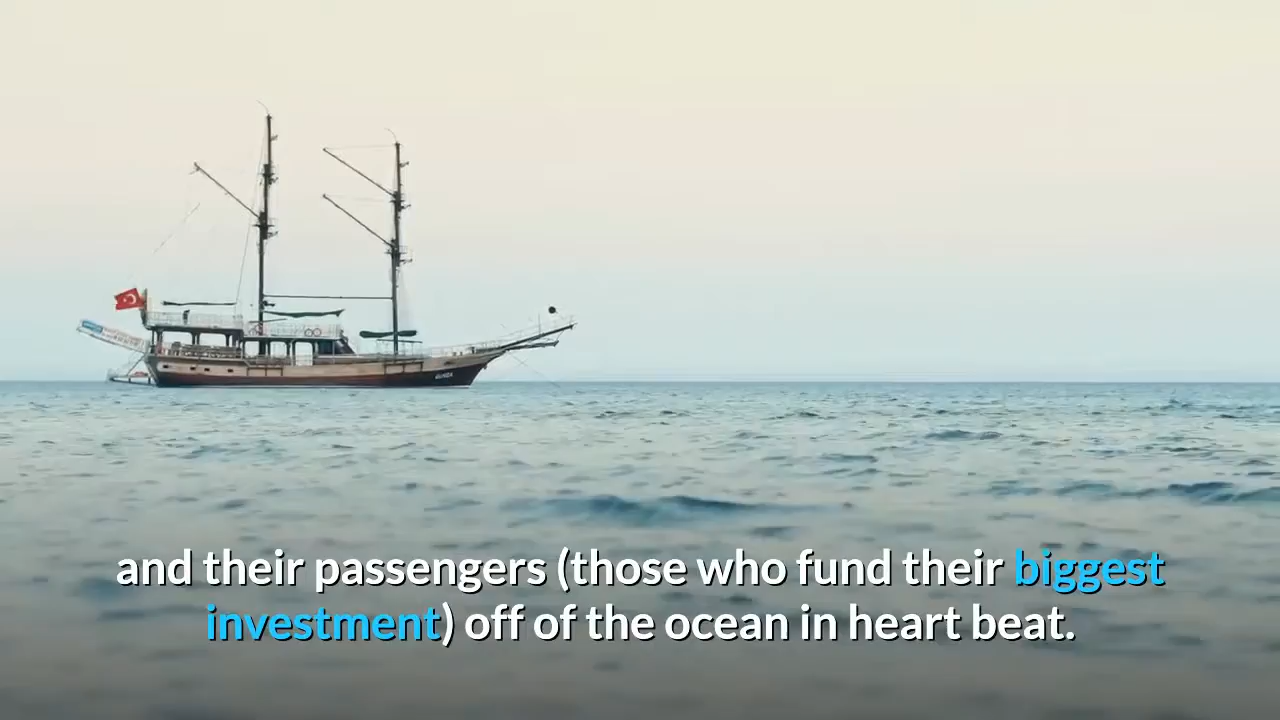 and their passengers (those who fund their biggest
investment) off of the ocean in heart beat.